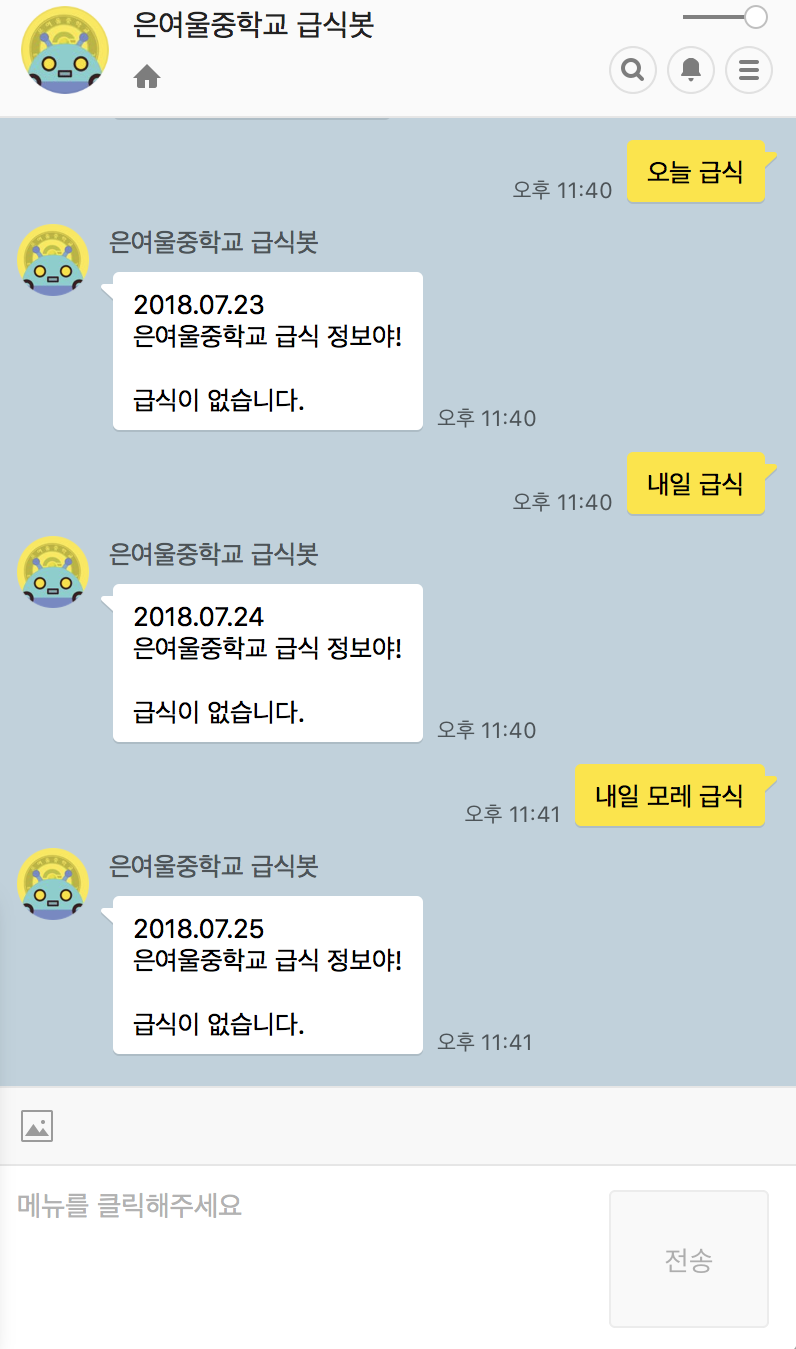 은여울중학교 급식봇
오늘 급식
오후 11:40
은여울중학교 급식봇
2018.07.23
은여울중학교 급식 정보야!
급식이 없습니다.
오후 11:40
내일 급식
오후 11:40
은여울중학교 급식봇
2018.07.24
은여울중학교 급식 정보야!
급식이 없습니다.
오후 11:40
내일 모레 급식
오후 11:41
은여울중학교 급식봇
2018.07.25
은여울중학교 급식 정보야!
급식이 없습니다.
오후 11:41
메뉴를 클릭해주세요
전송